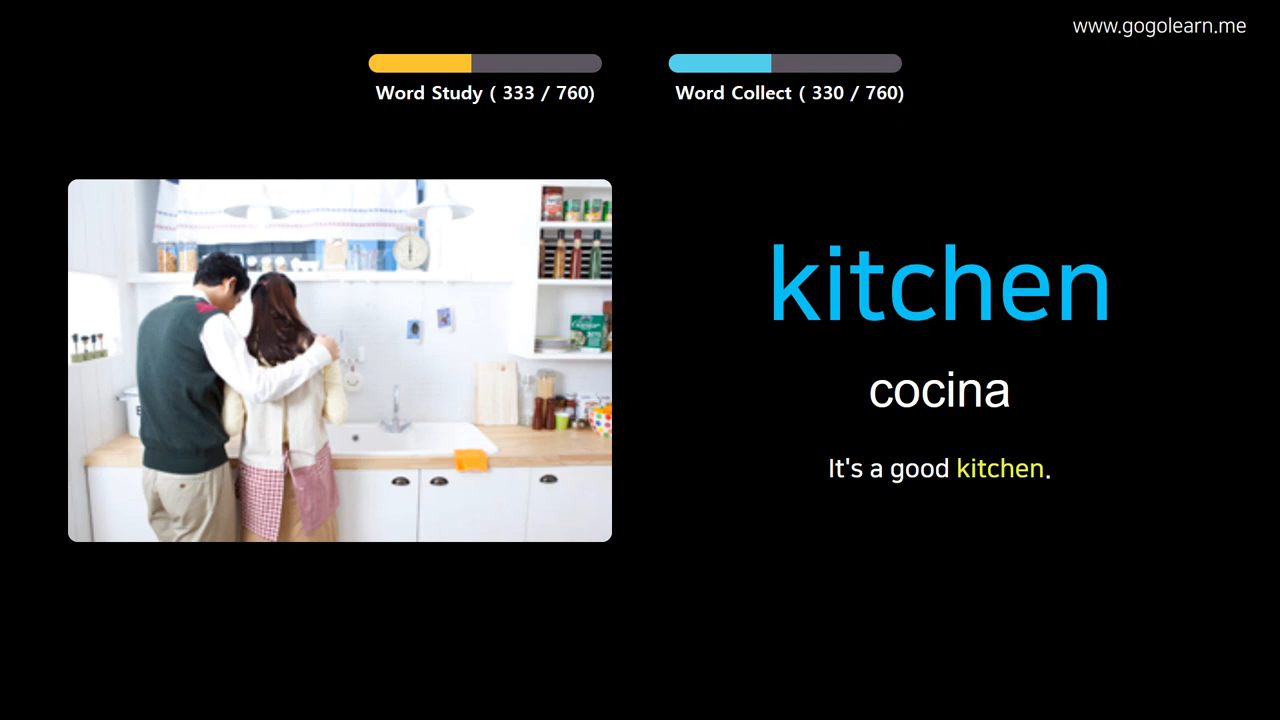 www.gogolearn.me
Word Study ( 333 / 760)
Word Collect ( 330 / 760)
kitchen
cocina
It's a good kitchen.